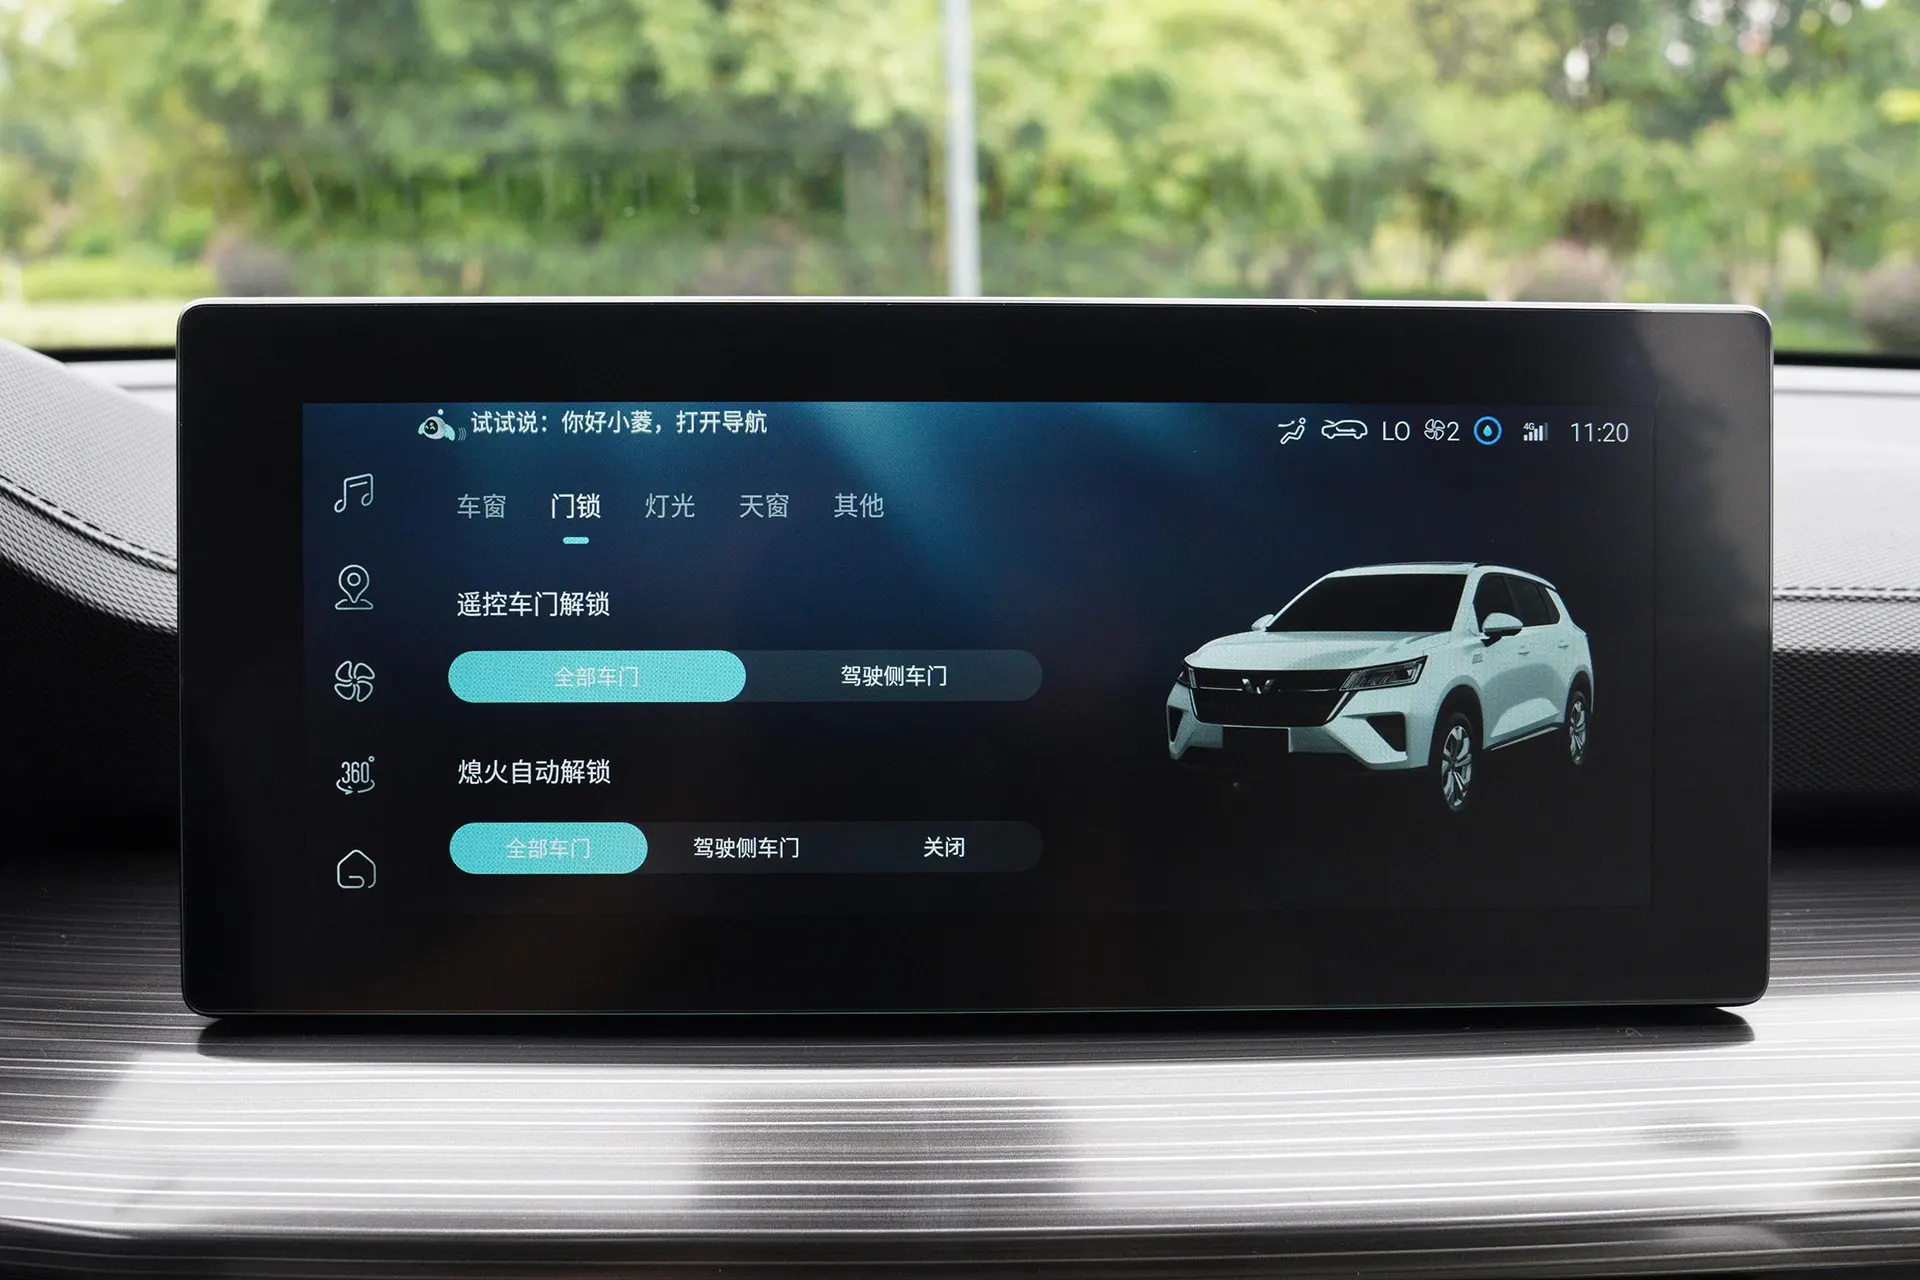 试试说：你好小菱，打开导航
LO 2 4G 11:20
车窗 门锁 灯光 天窗 其他
遥控车门解锁
全部车门 驾驶侧车门
360°
熄火自动解锁
全部车门 驾驶侧车门 关闭